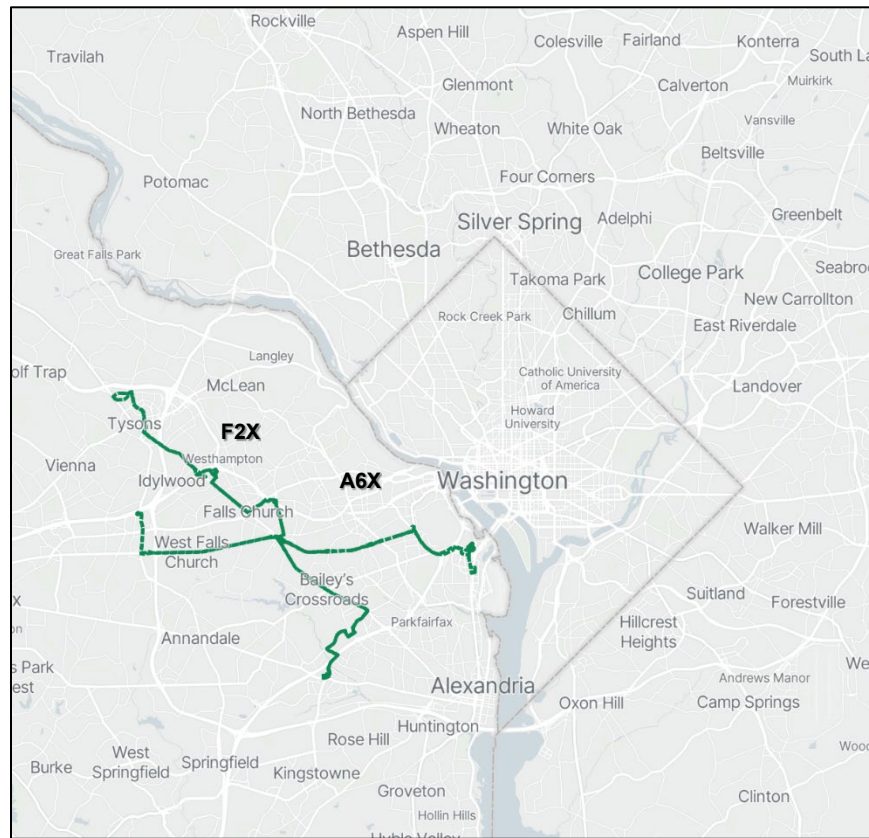 Rockville
Aspen Hill
Colesville
Fairland
Konterra
Travilah
South La
Glenmont
Calverton
Muirkirk
North Bethesda
Vansville
Wheaton
White Oak
Beltsville
Potomac
Four Corners
Silver Spring
Adelphi
Greenbelt
Bethesda
Great Falls Park
College Park
Seabro
Takoma Park
New Carrollton
Rock Creek Park
Chillum
East Riverdale
Langley
olf Trap
McLean
Catholic University
of America
Landover
Howard
University
Tysons
F2X
Westhampton
Vienna
A6X
Washington
Idylwood
Falls Church
Walker Mill
West Falls
Church
Bailey's
Crossroads
Suitland
Forestville
X
on
Parkfairfax
Hillcrest
Heights
Annandale
s Park
est
We
Andrews Manor
Alexandria
Oxon Hill
Camp Springs
Huntington
Rose Hill
West
Springfield
Springfield
Woo
Burke
Kingstowne
Groveton
Clinton
Hollin Hills
Hybla Valley